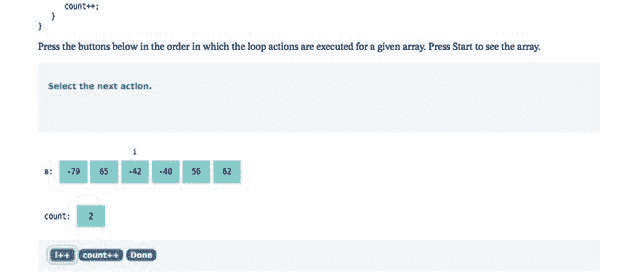 count++;
}
}
Press the buttons below in the order in which the loop actions are executed for a given array. Press Start to see the array.
Select the next action.
i
a: -79 65 -42 -40 56 62
count: 2
i++ count++ Done